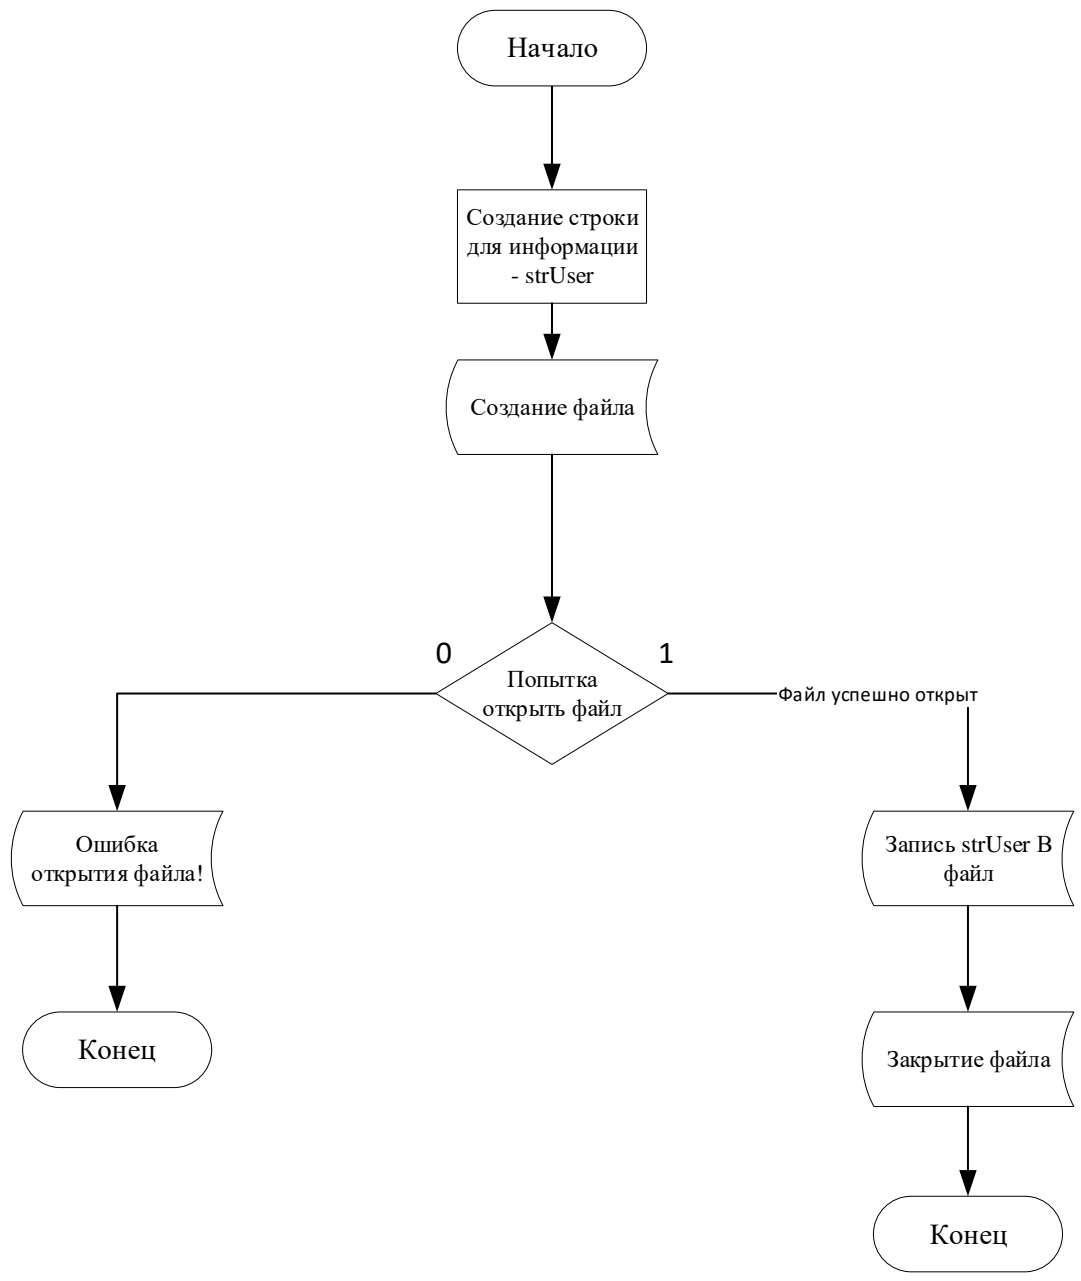 Начало
Создание строки
для информации
- strUser
Создание файла
0
1
Попытка
открыть файл
Файл успешно открыт
Ошибка
открытия файла!
Запись strUser В
файл
Конец
Закрытие файла
Конец